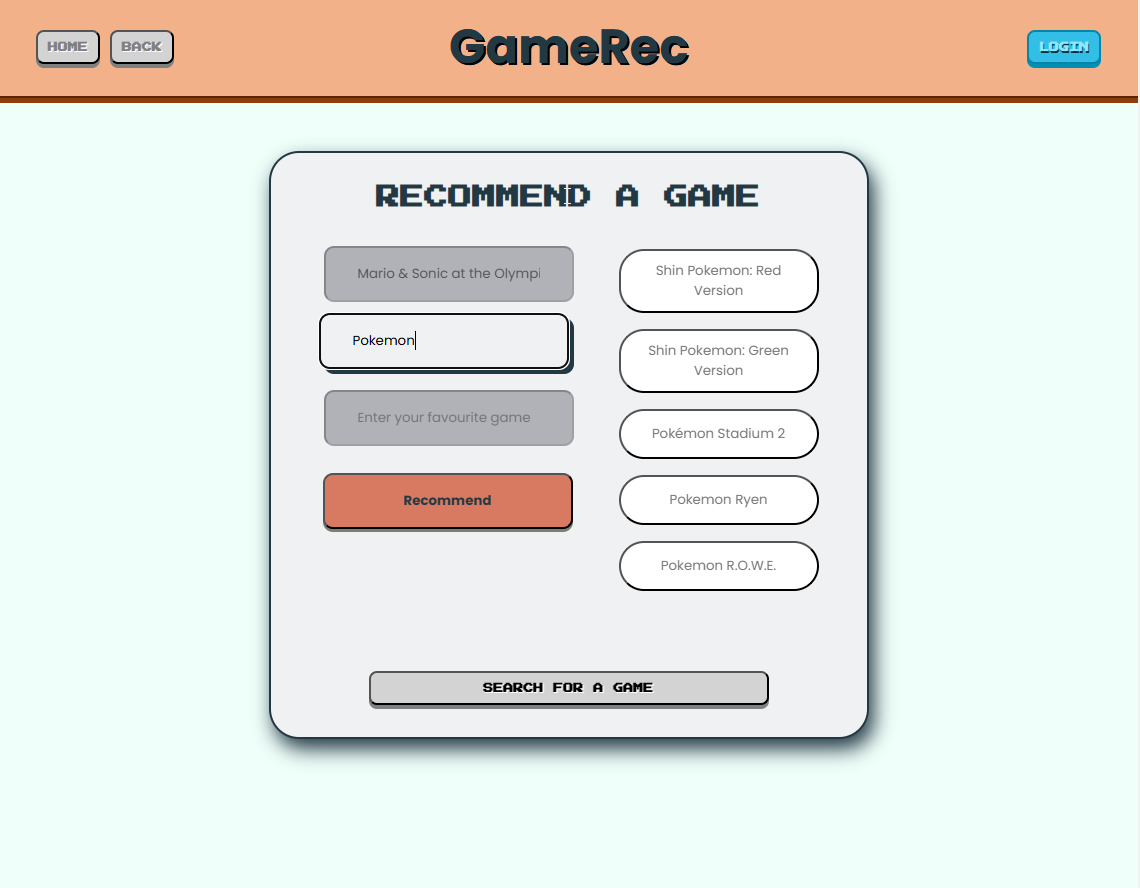 HOME
BACK
GameRec
LOGIN
RECOMMEND A GAME
Mario & Sonic at the Olympi
Pokemon
Enter your favourite game
Recommend
Shin Pokemon: Red
Version
Shin Pokemon: Green
Version
Pokémon Stadium 2
Pokemon Ryen
Pokemon R.O.W.E.
SEARCH FOR A GAME